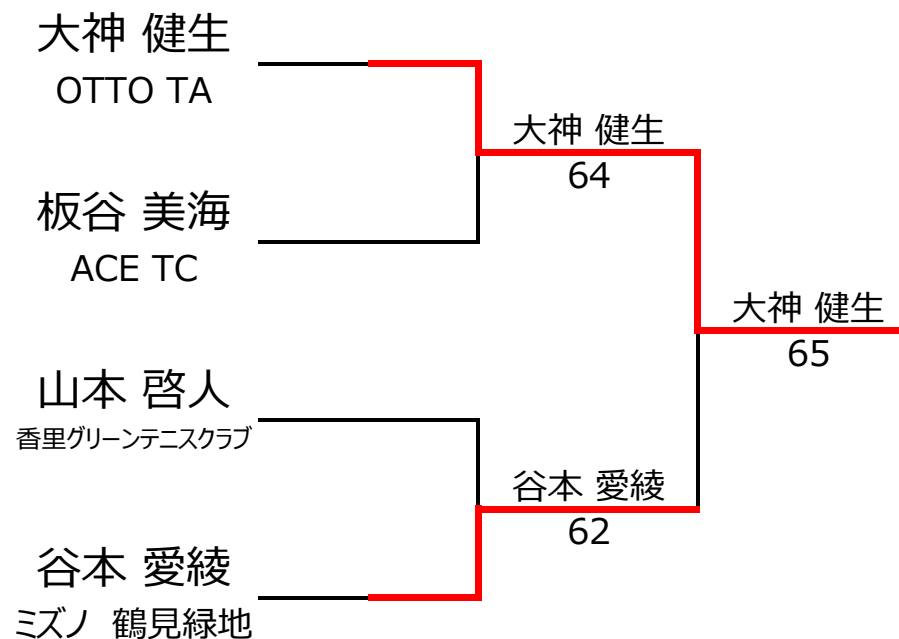 大神 健生
OTTO TA
大神 健生
64
板谷 美海
ACE TC
大神 健生
65
山本 啓人
香里グリーンテニスクラブ
谷本 愛綾
62
谷本 愛綾
ミズノ 鶴見緑地